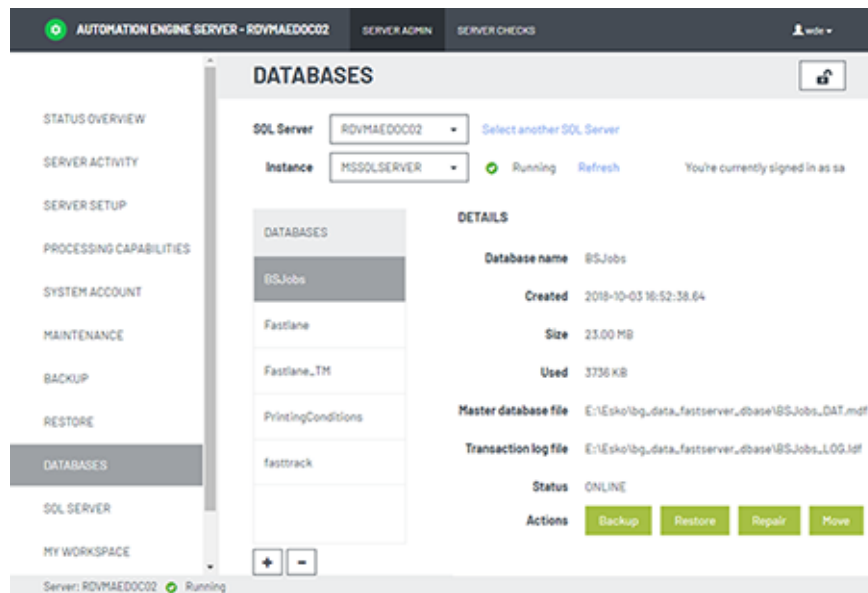 AUTOMATION ENGINE SERVER - RDVMAEDOC02 SERVER ADMIN SERVER CHECKS wde
DATABASES
STATUS OVERVIEW
SERVER ACTIVITY
SERVER SETUP
PROCESSING CAPABILITIES
SYSTEM ACCOUNT
MAINTENANCE
BACKUP
RESTORE
DATABASES
SQL SERVER
MY WORKSPACE
SQL Server RDVMAEDOC02 Select another SQL Server
Instance MSSQLSERVER Running Refresh You're currently signed in as sa
DATABASES
BSJobs
Fastlane
Fastlane_TM
PrintingConditions
fasttrack
+ -
DETAILS
Database name BSJobs
Created 2018-10-03 16:52:38.64
Size 23.00 MB
Used 3736 KB
Master database file E:\Esko\bg_data_fastserver_dbase\BSJobs_DAT.mdf
Transaction log file E:\Esko\bg_data_fastserver_dbase\BSJobs_LOG.ldf
Status ONLINE
Actions Backup Restore Repair Move
Server: RDVMAEDOC02 Running